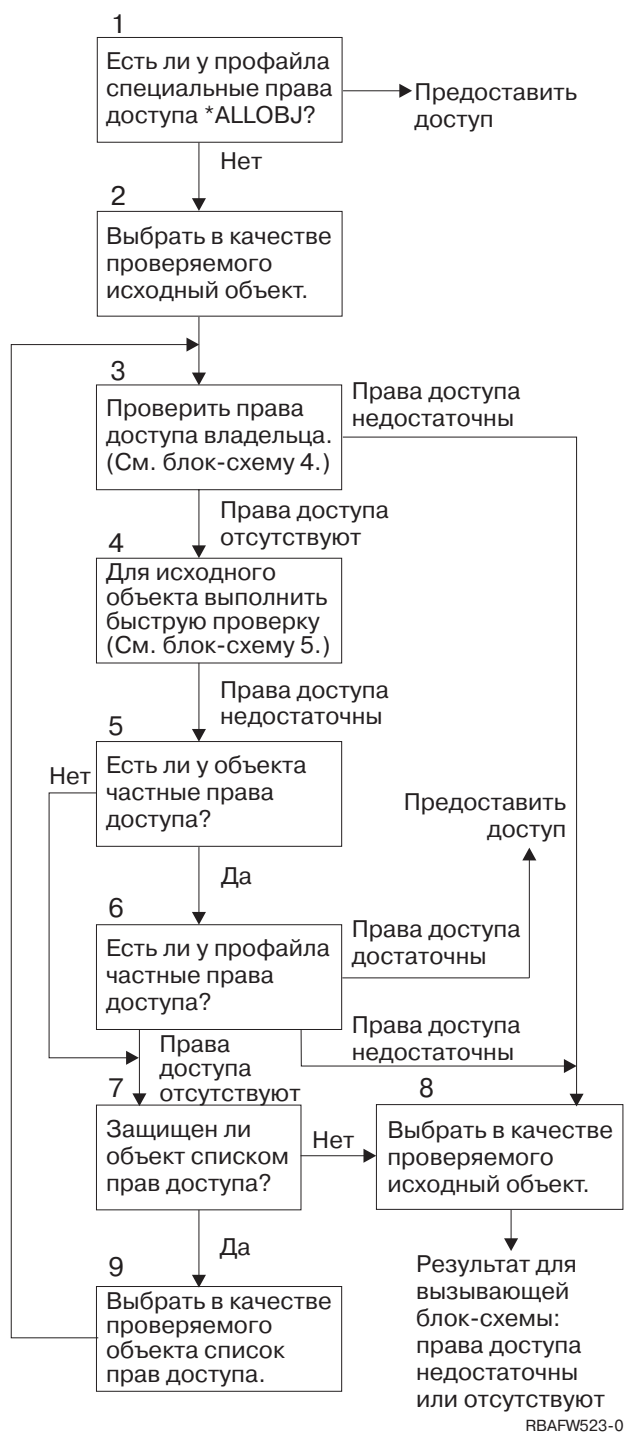 1
Есть ли у профайла
специальные права
доступа *ALLOBJ?
Предоставить
доступ
Нет
2
Выбрать в качестве
проверяемого
исходный объект.
3
Проверить права
доступа владельца.
(См. блок-схему 4.)
Права доступа
недостаточны
Права доступа
отсутствуют
4
Для исходного
объекта выполнить
быструю проверку
(См. блок-схему 5.)
Права доступа
недостаточны
5
Есть ли у объекта
частные права
доступа?
Нет
Предоставить
доступ
Да
6
Есть ли у профайла
частные права
доступа?
Права доступа
достаточны
Права доступа
недостаточны
Права
доступа
отсутствуют
7
Защищен ли
объект списком
прав доступа?
Нет
8
Выбрать в качестве
проверяемого
исходный объект.
Да
9
Выбрать в качестве
проверяемого
объекта список
прав доступа.
Результат для
вызывающей
блок-схемы:
права доступа
недостаточны
или отсутствуют
RBAFW523-0